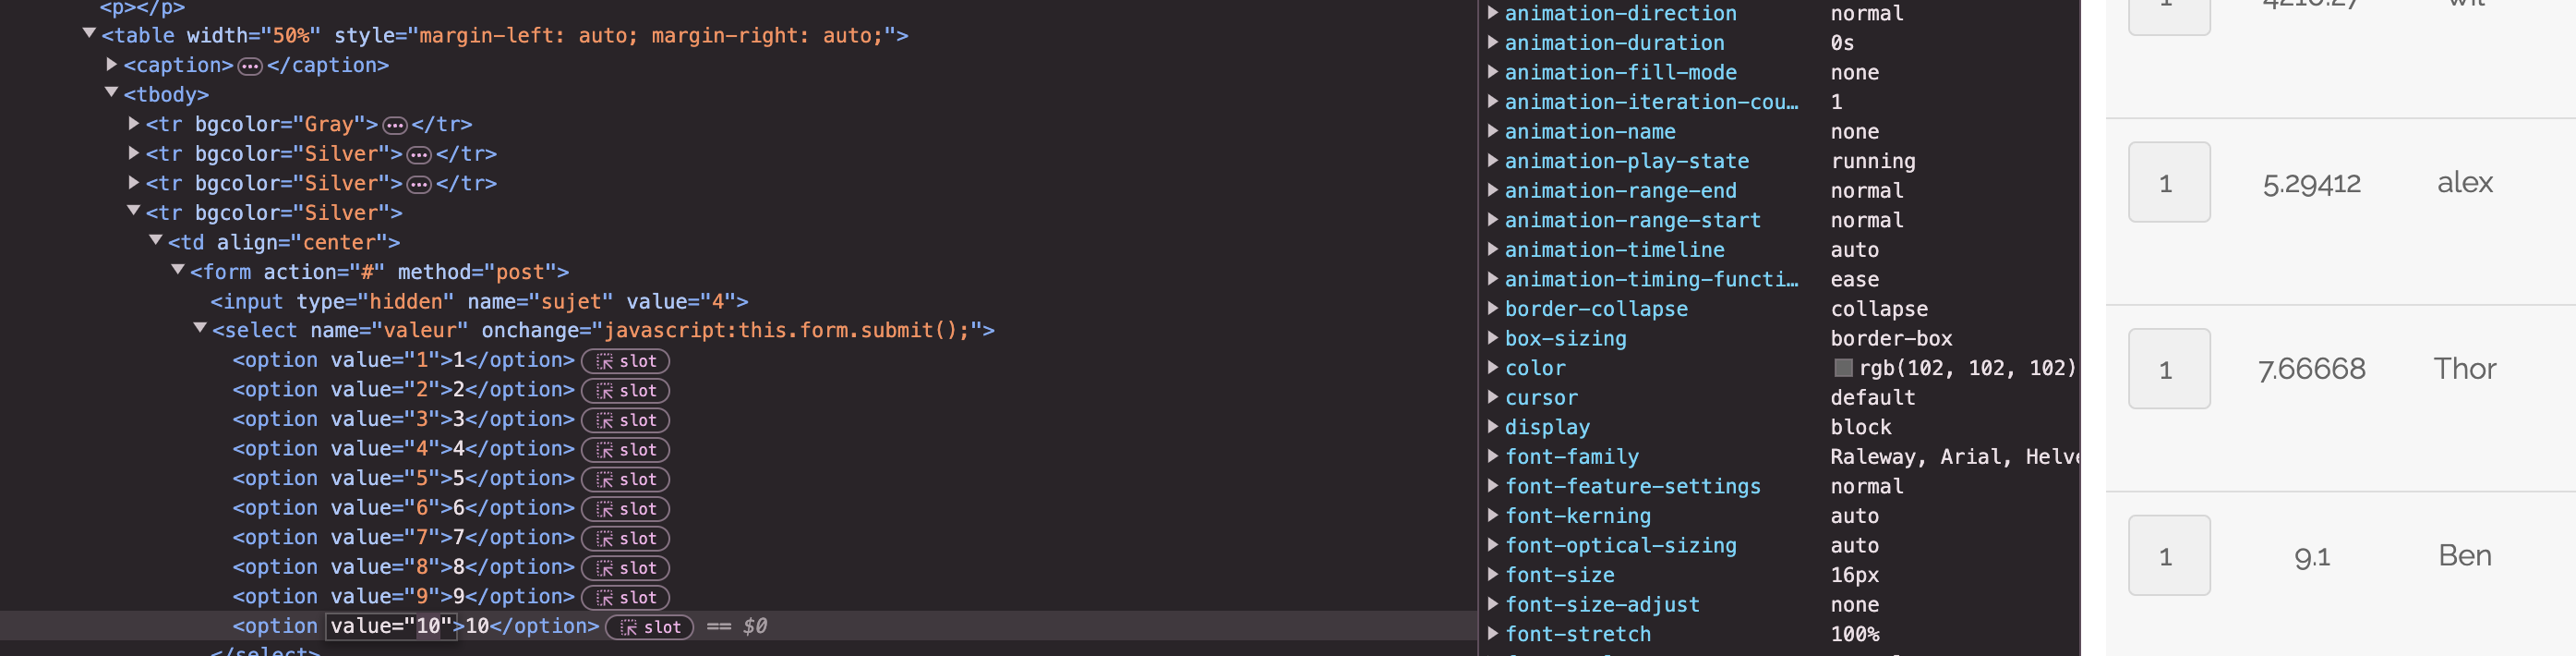 <p></p>
<table width="50%" style="margin-left: auto; margin-right: auto;">
<caption>…</caption>
<tbody>
<tr bgcolor="Gray">…</tr>
<tr bgcolor="Silver">…</tr>
<tr bgcolor="Silver">…</tr>
<tr bgcolor="Silver">
<td align="center">
<form action="#" method="post">
<input type="hidden" name="sujet" value="4">
<select name="valeur" onchange="javascript:this.form.submit();">
<option value="1">1</option> slot
<option value="2">2</option> slot
<option value="3">3</option> slot
<option value="4">4</option> slot
<option value="5">5</option> slot
<option value="6">6</option> slot
<option value="7">7</option> slot
<option value="8">8</option> slot
<option value="9">9</option> slot
<option value="10">10</option> slot == $0
</select>
animation-direction normal
animation-duration 0s
animation-fill-mode none
animation-iteration-cou… 1
animation-name none
animation-play-state running
animation-range-end normal
animation-range-start normal
animation-timeline auto
animation-timing-functi… ease
border-collapse collapse
box-sizing border-box
color rgb(102, 102, 102)
cursor default
display block
font-family Raleway, Arial, Helve
font-feature-settings normal
font-kerning auto
font-optical-sizing auto
font-size 16px
font-size-adjust none
font-stretch 100%
1 4210.27 wil
1 5.29412 alex
1 7.66668 Thor
1 9.1 Ben